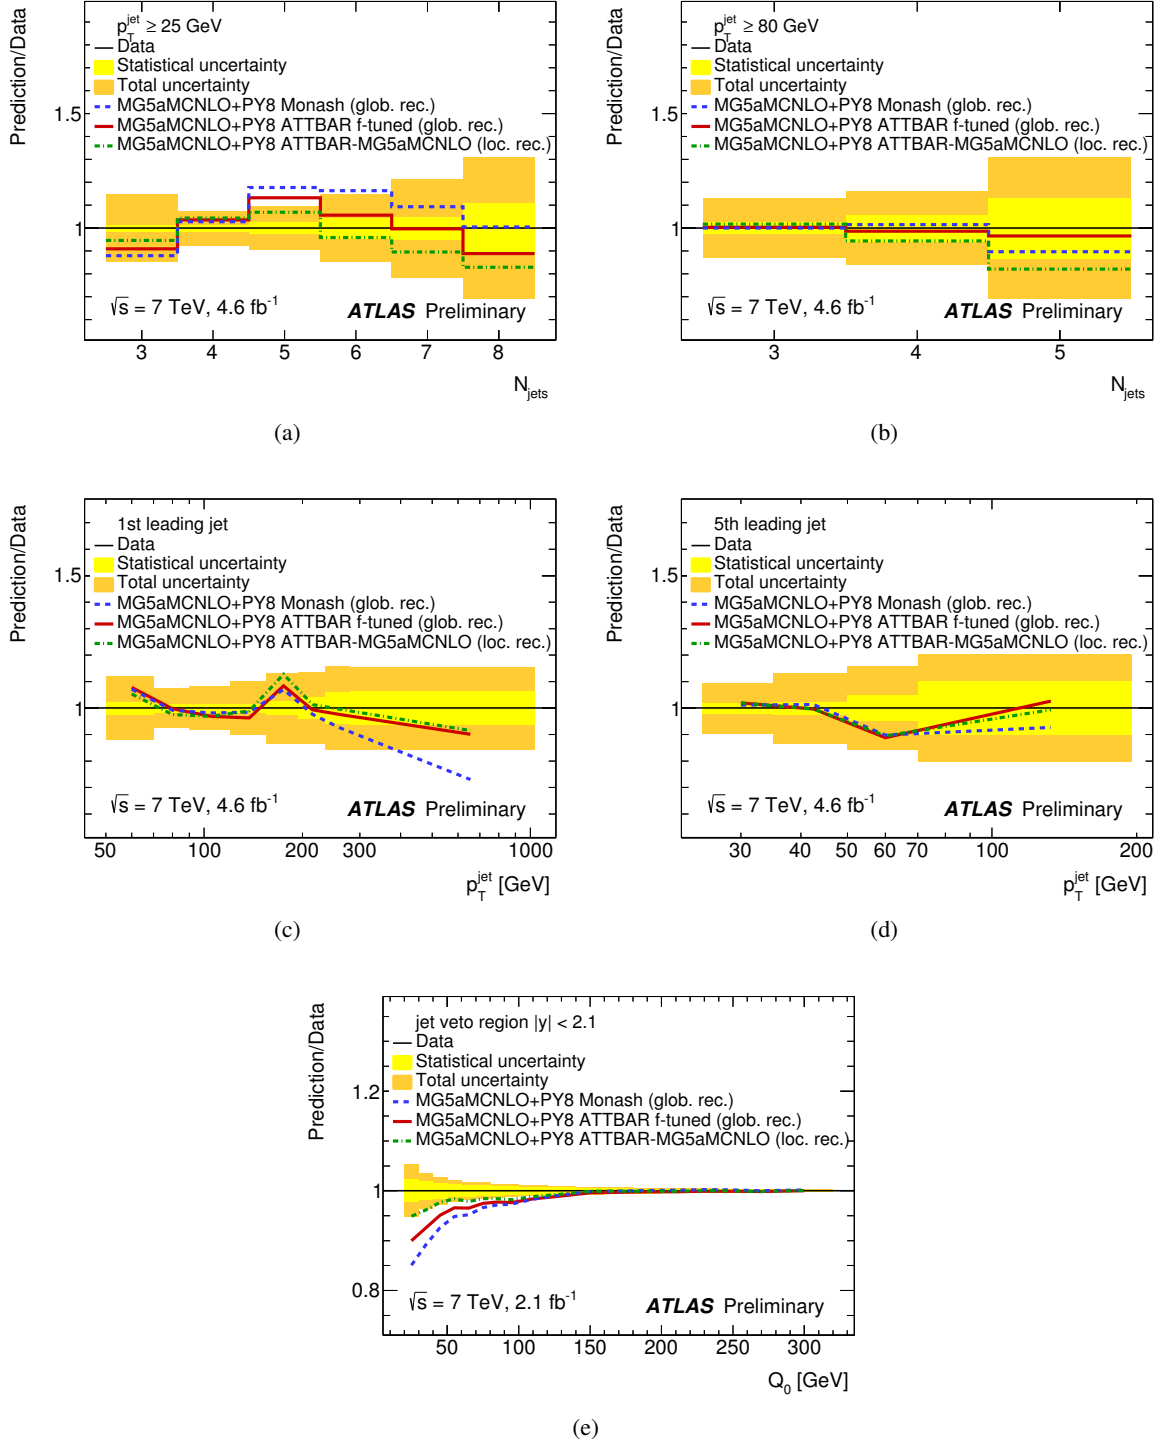 Prediction/Data
p_T^jet ≥ 25 GeV
Data
Statistical uncertainty
Total uncertainty
MG5aMCNLO+PY8 Monash (glob. rec.)
MG5aMCNLO+PY8 ATTBAR f-tuned (glob. rec.)
MG5aMCNLO+PY8 ATTBAR-MG5aMCNLO (loc. rec.)
1.5
1
√s = 7 TeV, 4.6 fb⁻¹
ATLAS Preliminary
3 4 5 6 7 8
N_jets
(a)
Prediction/Data
p_T^jet ≥ 80 GeV
Data
Statistical uncertainty
Total uncertainty
MG5aMCNLO+PY8 Monash (glob. rec.)
MG5aMCNLO+PY8 ATTBAR f-tuned (glob. rec.)
MG5aMCNLO+PY8 ATTBAR-MG5aMCNLO (loc. rec.)
1.5
1
√s = 7 TeV, 4.6 fb⁻¹
ATLAS Preliminary
3 4 5
N_jets
(b)
Prediction/Data
1st leading jet
Data
Statistical uncertainty
Total uncertainty
MG5aMCNLO+PY8 Monash (glob. rec.)
MG5aMCNLO+PY8 ATTBAR f-tuned (glob. rec.)
MG5aMCNLO+PY8 ATTBAR-MG5aMCNLO (loc. rec.)
1.5
1
√s = 7 TeV, 4.6 fb⁻¹
ATLAS Preliminary
50 100 200 300 1000
p_T^jet [GeV]
(c)
Prediction/Data
5th leading jet
Data
Statistical uncertainty
Total uncertainty
MG5aMCNLO+PY8 Monash (glob. rec.)
MG5aMCNLO+PY8 ATTBAR f-tuned (glob. rec.)
MG5aMCNLO+PY8 ATTBAR-MG5aMCNLO (loc. rec.)
1.5
1
√s = 7 TeV, 4.6 fb⁻¹
ATLAS Preliminary
30 40 50 60 70 100 200
p_T^jet [GeV]
(d)
Prediction/Data
jet veto region |y| < 2.1
Data
Statistical uncertainty
Total uncertainty
MG5aMCNLO+PY8 Monash (glob. rec.)
MG5aMCNLO+PY8 ATTBAR f-tuned (glob. rec.)
MG5aMCNLO+PY8 ATTBAR-MG5aMCNLO (loc. rec.)
1.2
1
0.8
√s = 7 TeV, 2.1 fb⁻¹
ATLAS Preliminary
50 100 150 200 250 300
Q_0 [GeV]
(e)